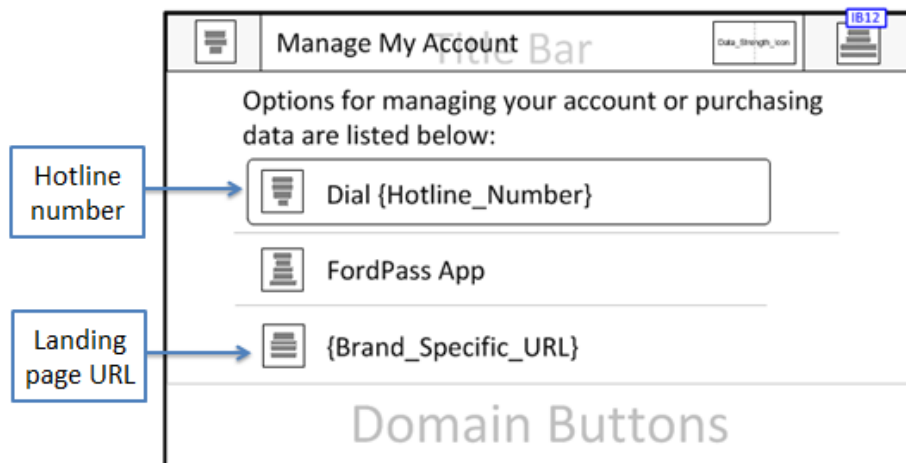 IB12
Manage My Account
Title Bar
Data_Strength_Icon
Options for managing your account or purchasing
data are listed below:
Hotline
number
Dial {Hotline_Number}
FordPass App
Landing
page URL
{Brand_Specific_URL}
Domain Buttons